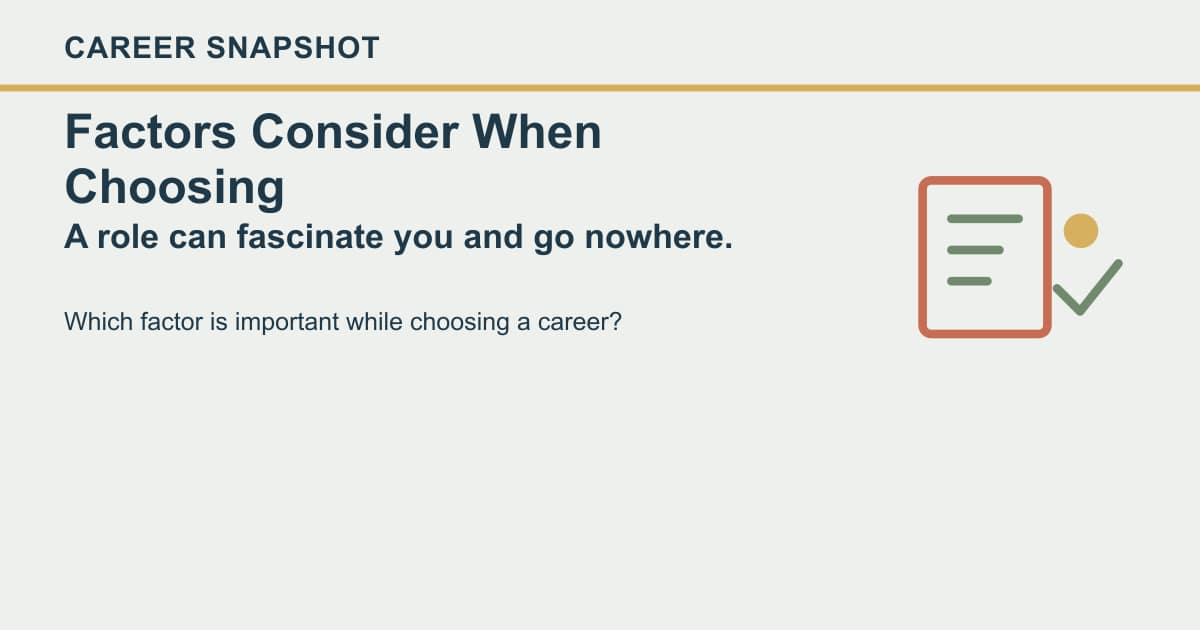 CAREER SNAPSHOT
Factors Consider When
Choosing
A role can fascinate you and go nowhere.
Which factor is important while choosing a career?